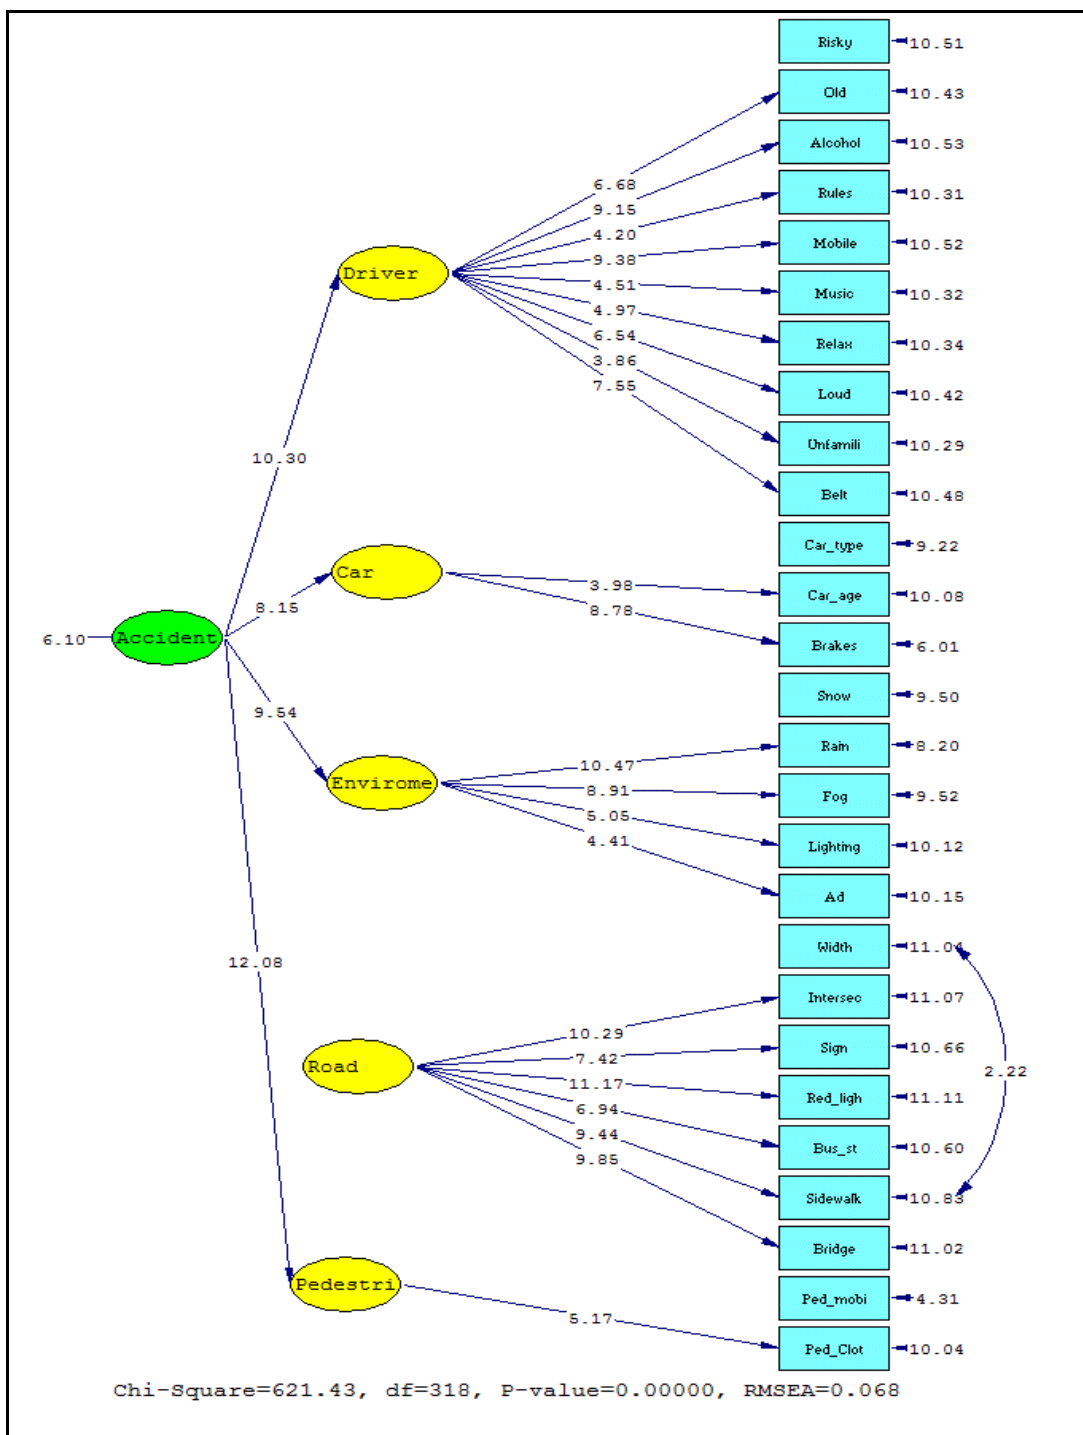 Risky 10.51
Old 10.43
Alcohol 10.53
6.68
Rules 10.31
9.15
4.20
Mobile 10.52
9.38
Driver
4.51
Music 10.32
4.97
6.54
Relax 10.34
3.86
7.55
Loud 10.42
Unfamili 10.29
10.30
Belt 10.48
Car_type 9.22
Car
3.98
Car_age 10.08
8.15
8.78
6.10 Accident
Brakes 6.01
Snow 9.50
9.54
Rain 8.20
10.47
Envirome
8.91
Fog 9.52
5.05
4.41
Lighting 10.12
Ad 10.15
Width 11.04
12.08
Intersec 11.07
10.29
Sign 10.66
7.42
Road
2.22
11.17
Red_ligh 11.11
6.94
9.44
Bus_st 10.60
9.85
Sidewalk 10.83
Bridge 11.02
Pedestri
Ped_mobi 4.31
5.17
Ped_Clot 10.04
Chi-Square=621.43, df=318, P-value=0.00000, RMSEA=0.068